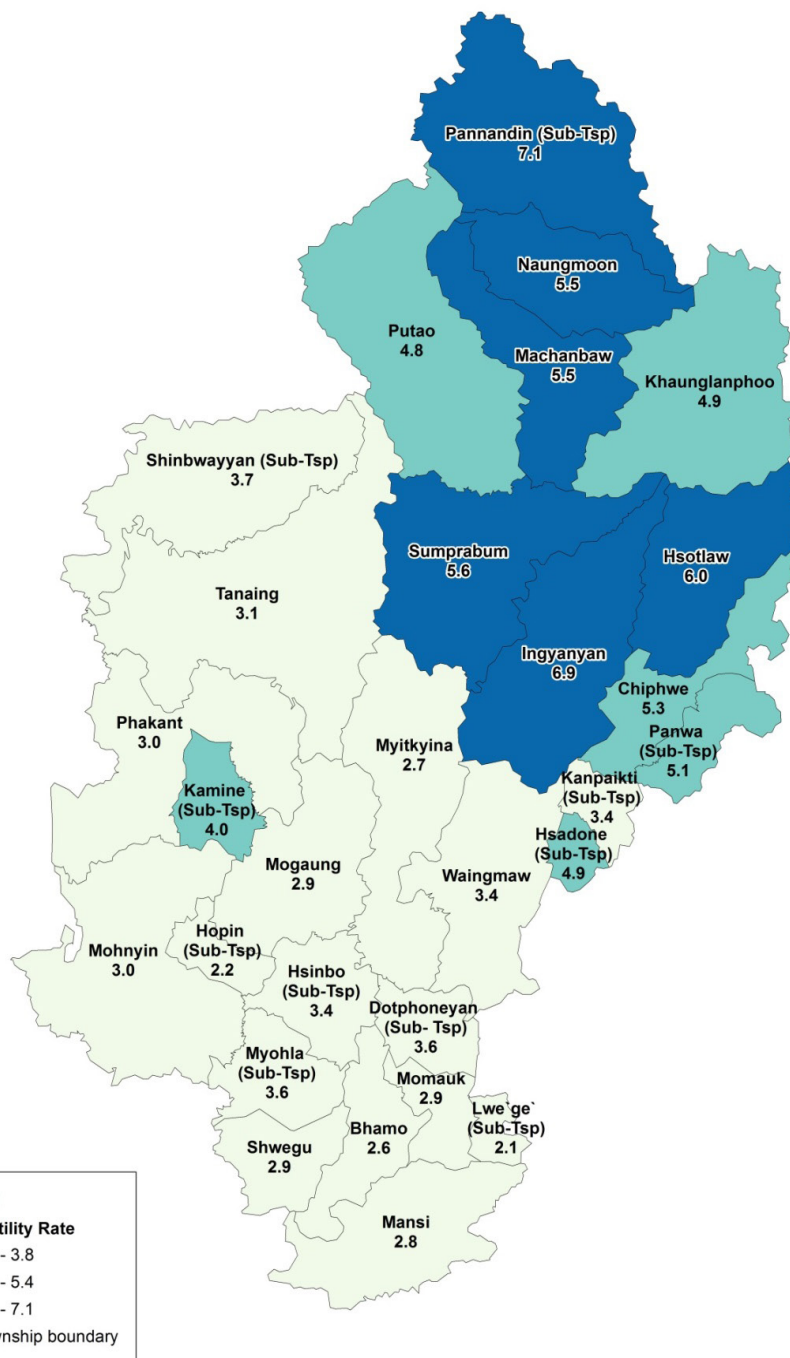 Pannandin (Sub-Tsp)
7.1
Naungmoon
5.5
Putao
4.8
Machanbaw
5.5
Khaunglanphoo
4.9
Shinbwayyan (Sub-Tsp)
3.7
Sumprabum
5.6
Hsotlaw
6.0
Tanaing
3.1
Ingyanyan
6.9
Chiphwe
5.3
Phakant
3.0
Panwa
(Sub-Tsp)
5.1
Myitkyina
2.7
Kanpaikti
(Sub-Tsp)
3.4
Kamine
(Sub-Tsp)
4.0
Hsadone
(Sub-Tsp)
4.9
Mogaung
2.9
Waingmaw
3.4
Hopin
(Sub-Tsp)
2.2
Mohnyin
3.0
Hsinbo
(Sub-Tsp)
3.4
Dotphoneyan
(Sub- Tsp)
3.6
Myohla
(Sub-Tsp)
3.6
Momauk
2.9
Lwe`ge`
(Sub-Tsp)
2.1
Bhamo
2.6
Shwegu
2.9
Mansi
2.8
tility Rate
- 3.8
- 5.4
- 7.1
nship boundary